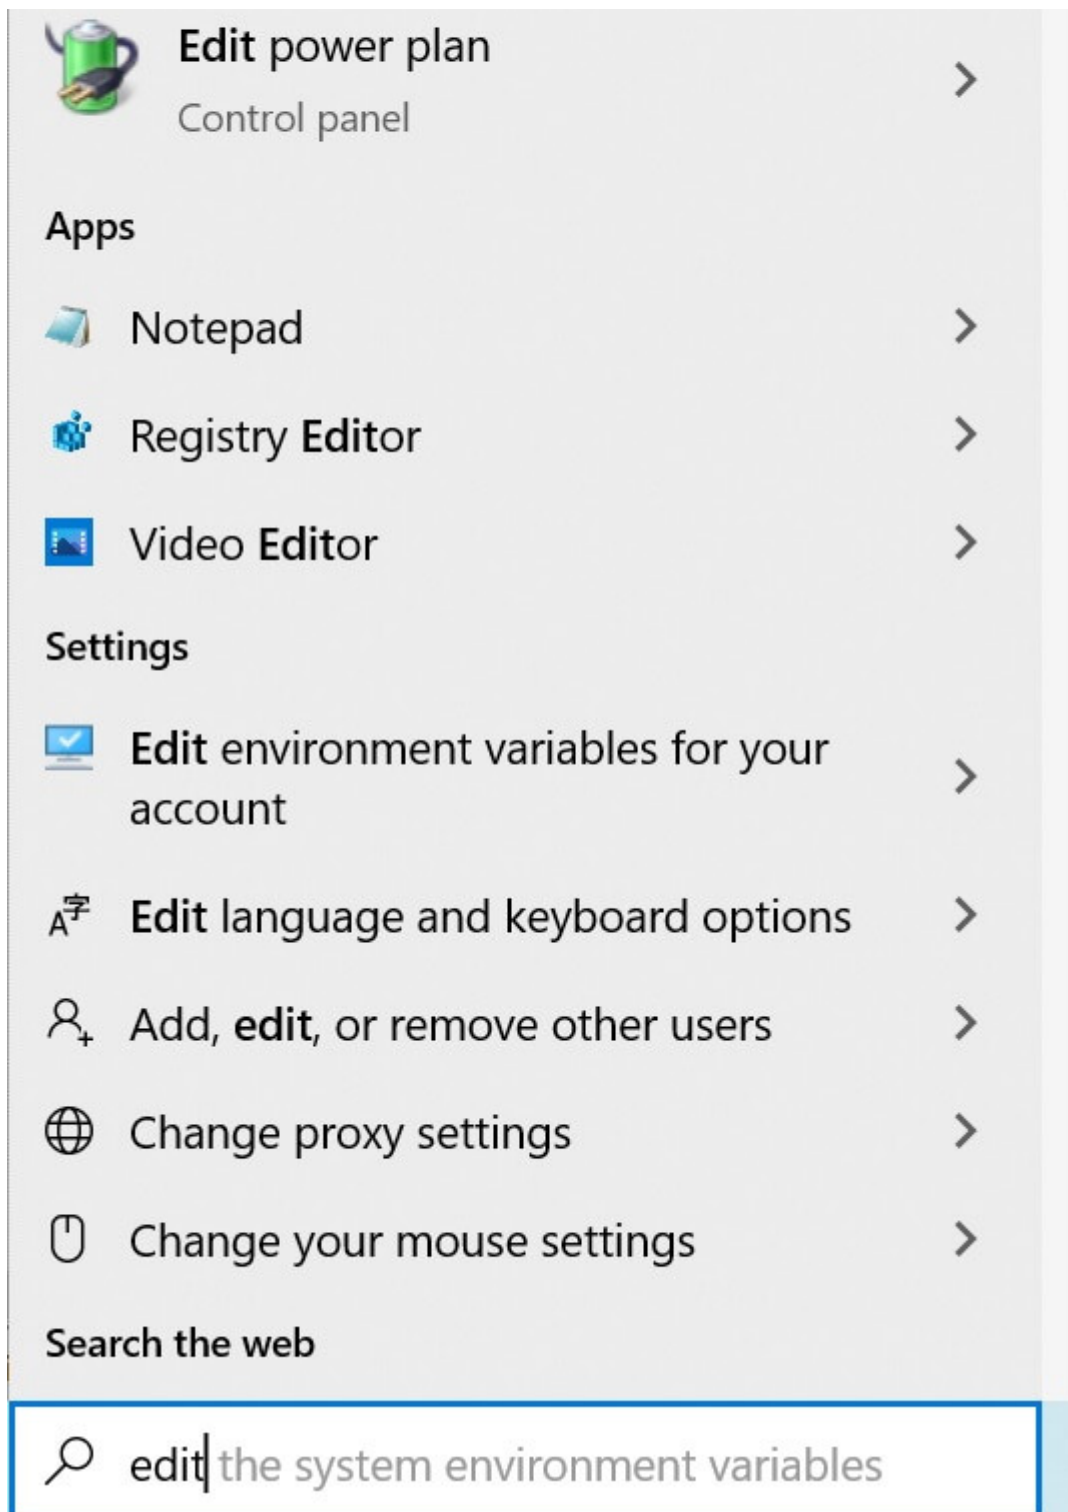 Edit power plan
Control panel
Apps
Notepad
Registry Editor
Video Editor
Settings
Edit environment variables for your
account
A字 Edit language and keyboard options
Add, edit, or remove other users
Change proxy settings
Change your mouse settings
Search the web
edit the system environment variables